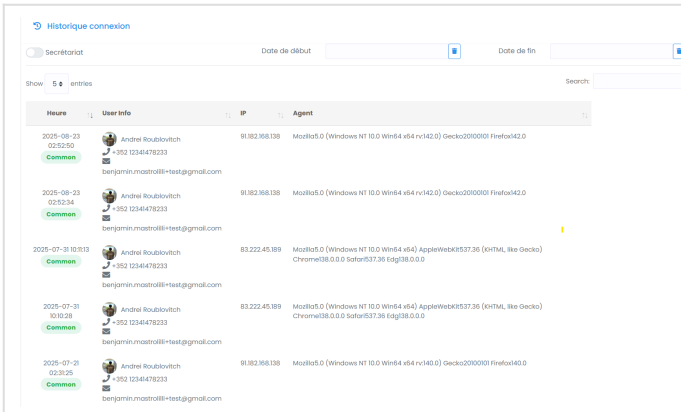 Historique connexion
Secrétariat Date de début Date de fin
Show 5 entries Search:
Heure User Info IP Agent
2025-08-23 02:52:50 Common
Andrei Roublovitch
+352 12341478233
benjamin.mastrolilli+test@gmail.com
91.182.168.138
Mozilla5.0 (Windows NT 10.0 Win64 x64 rv:142.0) Gecko20100101 Firefox142.0
2025-08-23 02:52:34 Common
Andrei Roublovitch
+352 12341478233
benjamin.mastrolilli+test@gmail.com
91.182.168.138
Mozilla5.0 (Windows NT 10.0 Win64 x64 rv:142.0) Gecko20100101 Firefox142.0
2025-07-31 10:11:13
Common
Andrei Roublovitch
+352 12341478233
benjamin.mastrolilli+test@gmail.com
83.222.45.189
Mozilla5.0 (Windows NT 10.0 Win64 x64) AppleWebKit537.36 (KHTML, like Gecko)
Chrome138.0.0.0 Safari537.36 Edg138.0.0.0
2025-07-31
10:10:28
Common
Andrei Roublovitch
+352 12341478233
benjamin.mastrolilli+test@gmail.com
83.222.45.189
Mozilla5.0 (Windows NT 10.0 Win64 x64) AppleWebKit537.36 (KHTML, like Gecko)
Chrome138.0.0.0 Safari537.36 Edg138.0.0.0
2025-07-21
02:31:25
Common
Andrei Roublovitch
+352 12341478233
benjamin.mastrolilli+test@gmail.com
91.182.168.138
Mozilla5.0 (Windows NT 10.0 Win64 x64 rv:140.0) Gecko20100101 Firefox140.0